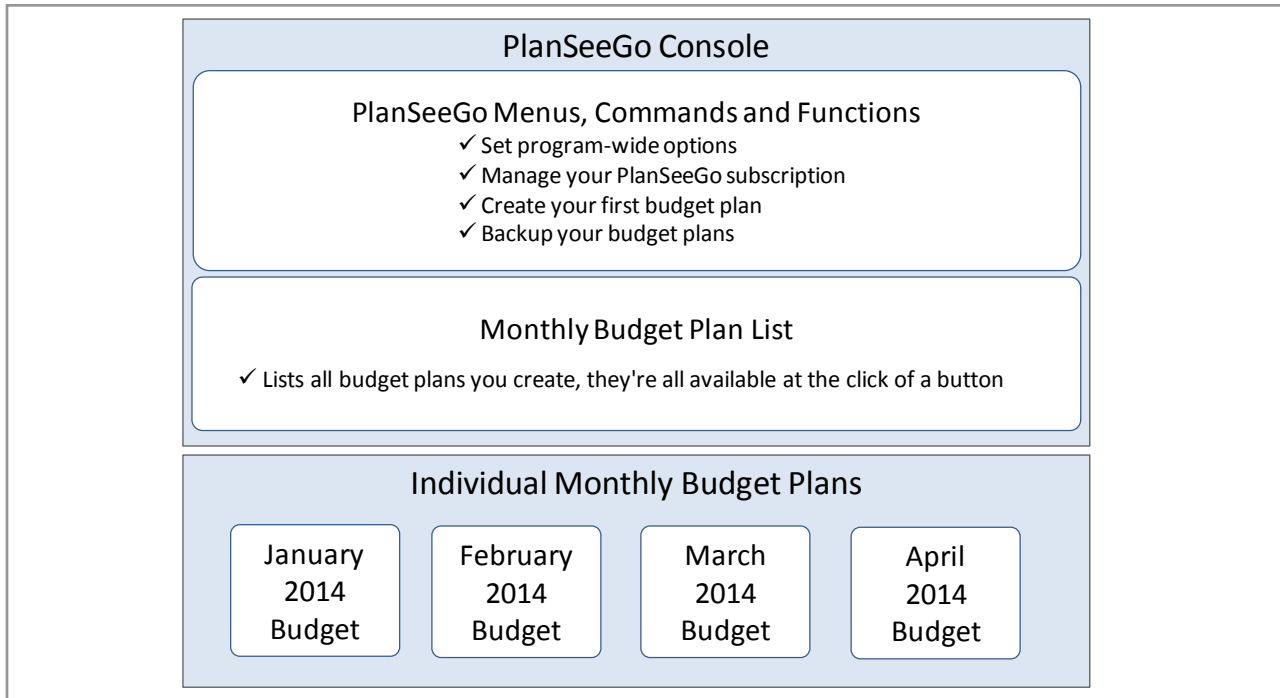 PlanSeeGo Console
PlanSeeGo Menus, Commands and Functions
✓ Set program-wide options
✓ Manage your PlanSeeGo subscription
✓ Create your first budget plan
✓ Backup your budget plans
Monthly Budget Plan List
✓ Lists all budget plans you create, they're all available at the click of a button
Individual Monthly Budget Plans
January
2014
Budget
February
2014
Budget
March
2014
Budget
April
2014
Budget